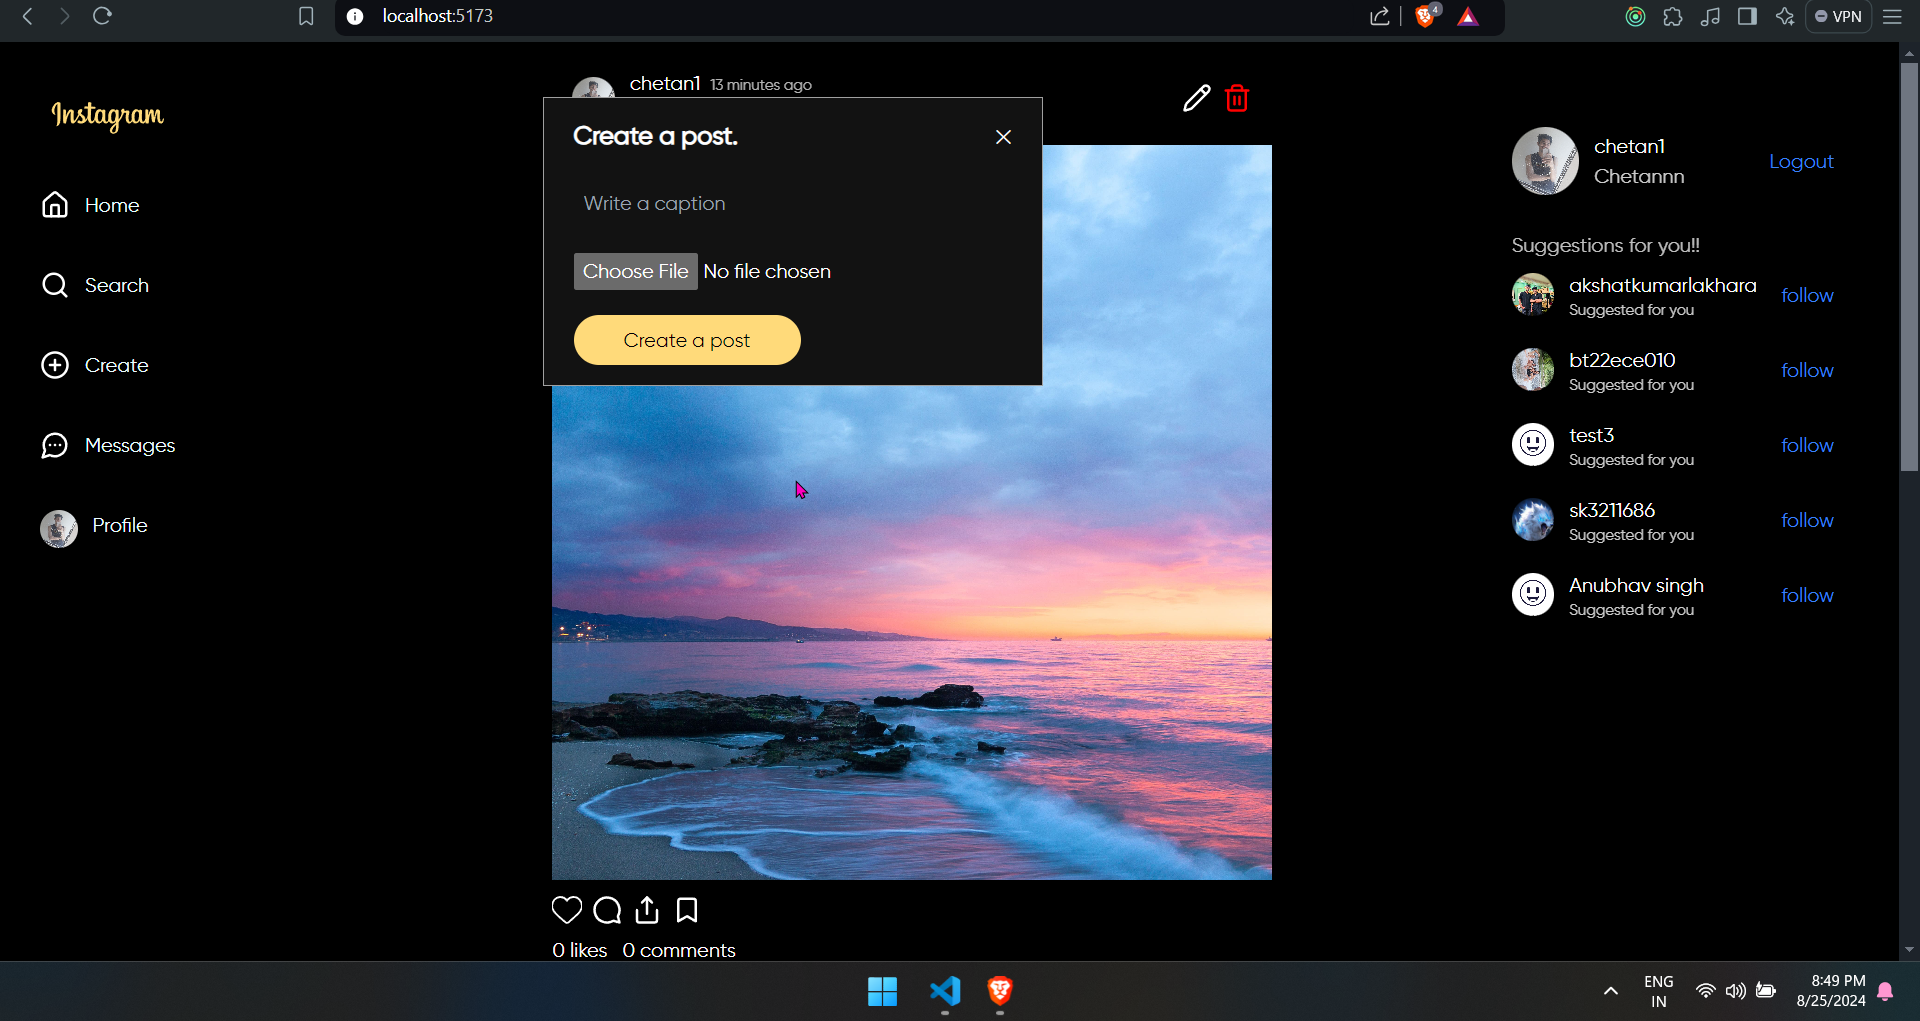 localhost:5173
4
VPN
Instagram
Home
Search
Create
Messages
Profile
chetan1 13 minutes ago
Create a post.
Write a caption
Choose File No file chosen
Create a post
0 likes 0 comments
chetan1
Chetannn
Logout
Suggestions for you!!
akshatkumarlakhara
Suggested for you
follow
bt22ece010
Suggested for you
follow
test3
Suggested for you
follow
sk3211686
Suggested for you
follow
Anubhav singh
Suggested for you
follow
ENG
IN
8:49 PM
8/25/2024